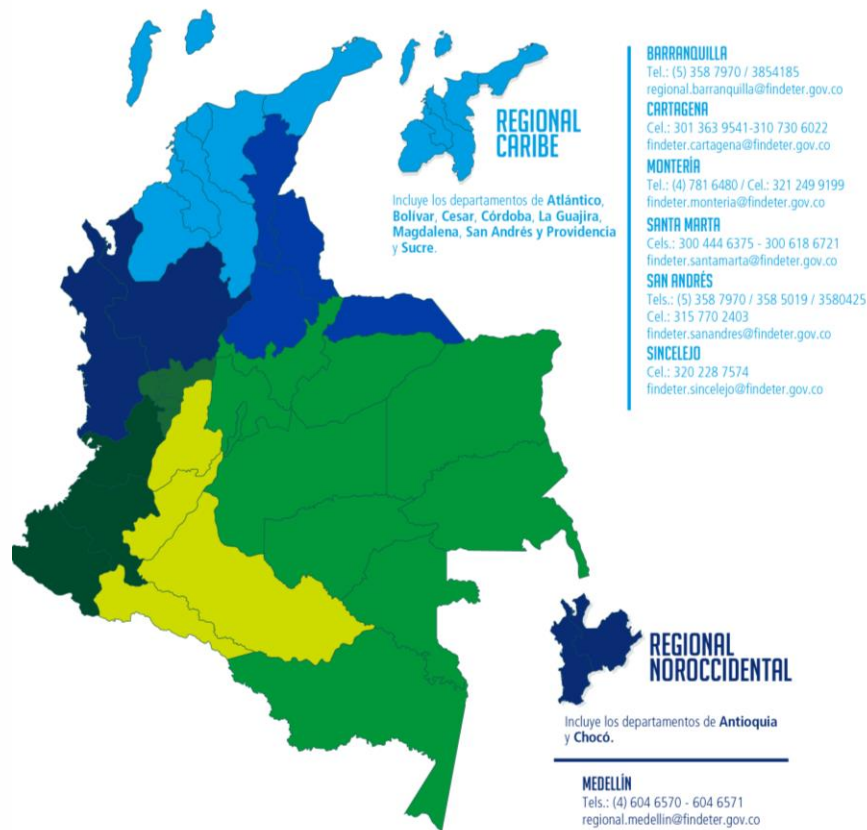 REGIONAL
CARIBE
Incluye los departamentos de Atlántico,
Bolívar, Cesar, Córdoba, La Guajira,
Magdalena, San Andrés y Providencia
y Sucre.
BARRANQUILLA
Tel.: (5) 358 7970 / 3854185
regional.barranquilla@findeter.gov.co
CARTAGENA
Cel.: 301 363 9541-310 730 6022
findeter.cartagena@findeter.gov.co
MONTERÍA
Tel.: (4) 781 6480 / Cel.: 321 249 9199
findeter.monteria@findeter.gov.co
SANTA MARTA
Cels.: 300 444 6375 - 300 618 6721
findeter.santamarta@findeter.gov.co
SAN ANDRÉS
Tels.: (5) 358 7970 / 358 5019 / 3580425
Cel.: 315 770 2403
findeter.sanandres@findeter.gov.co
SINCELEJO
Cel.: 320 228 7574
findeter.sincelejo@findeter.gov.co
REGIONAL
NOROCCIDENTAL
Incluye los departamentos de Antioquia
y Chocó.
MEDELLÍN
Tels.: (4) 604 6570 - 604 6571
regional.medellin@findeter.gov.co